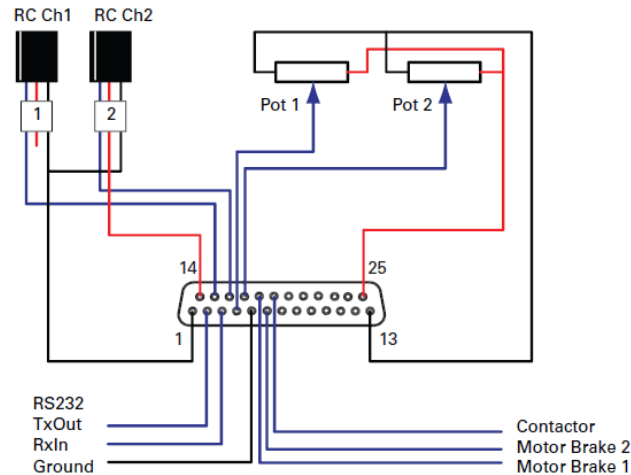 RC Ch1
RC Ch2
1
2
Pot 1
Pot 2
14
25
1
13
RS232
TxOut
RxIn
Ground
Contactor
Motor Brake 2
Motor Brake 1